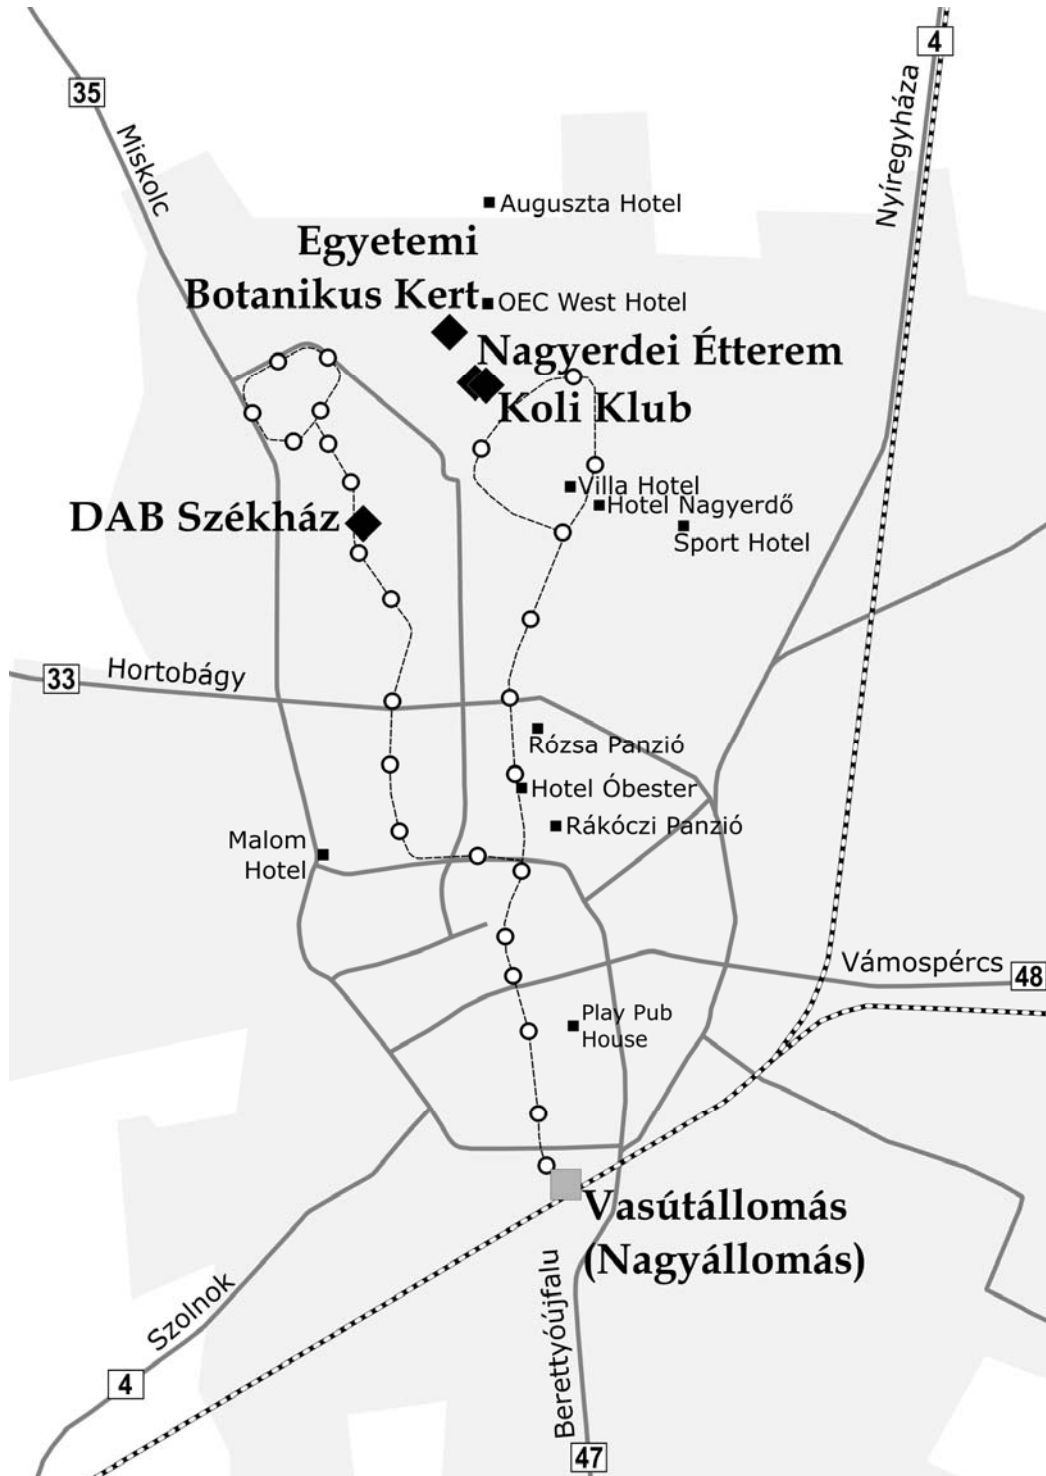 4
35
Miskolc
Nyíregyháza
Auguszta Hotel
Egyetemi
Botanikus Kert
OEC West Hotel
Nagyerdei Étterem
Koli Klub
Villa Hotel
Hotel Nagyerdő
DAB Székház
Sport Hotel
33
Hortobágy
Rózsa Panzió
Hotel Óbester
Rákóczi Panzió
Malom
Hotel
Vámospércs
48
Play Pub
House
Vasútállomás
(Nagyállomás)
Szolnok
Berettyóújfalu
4
47